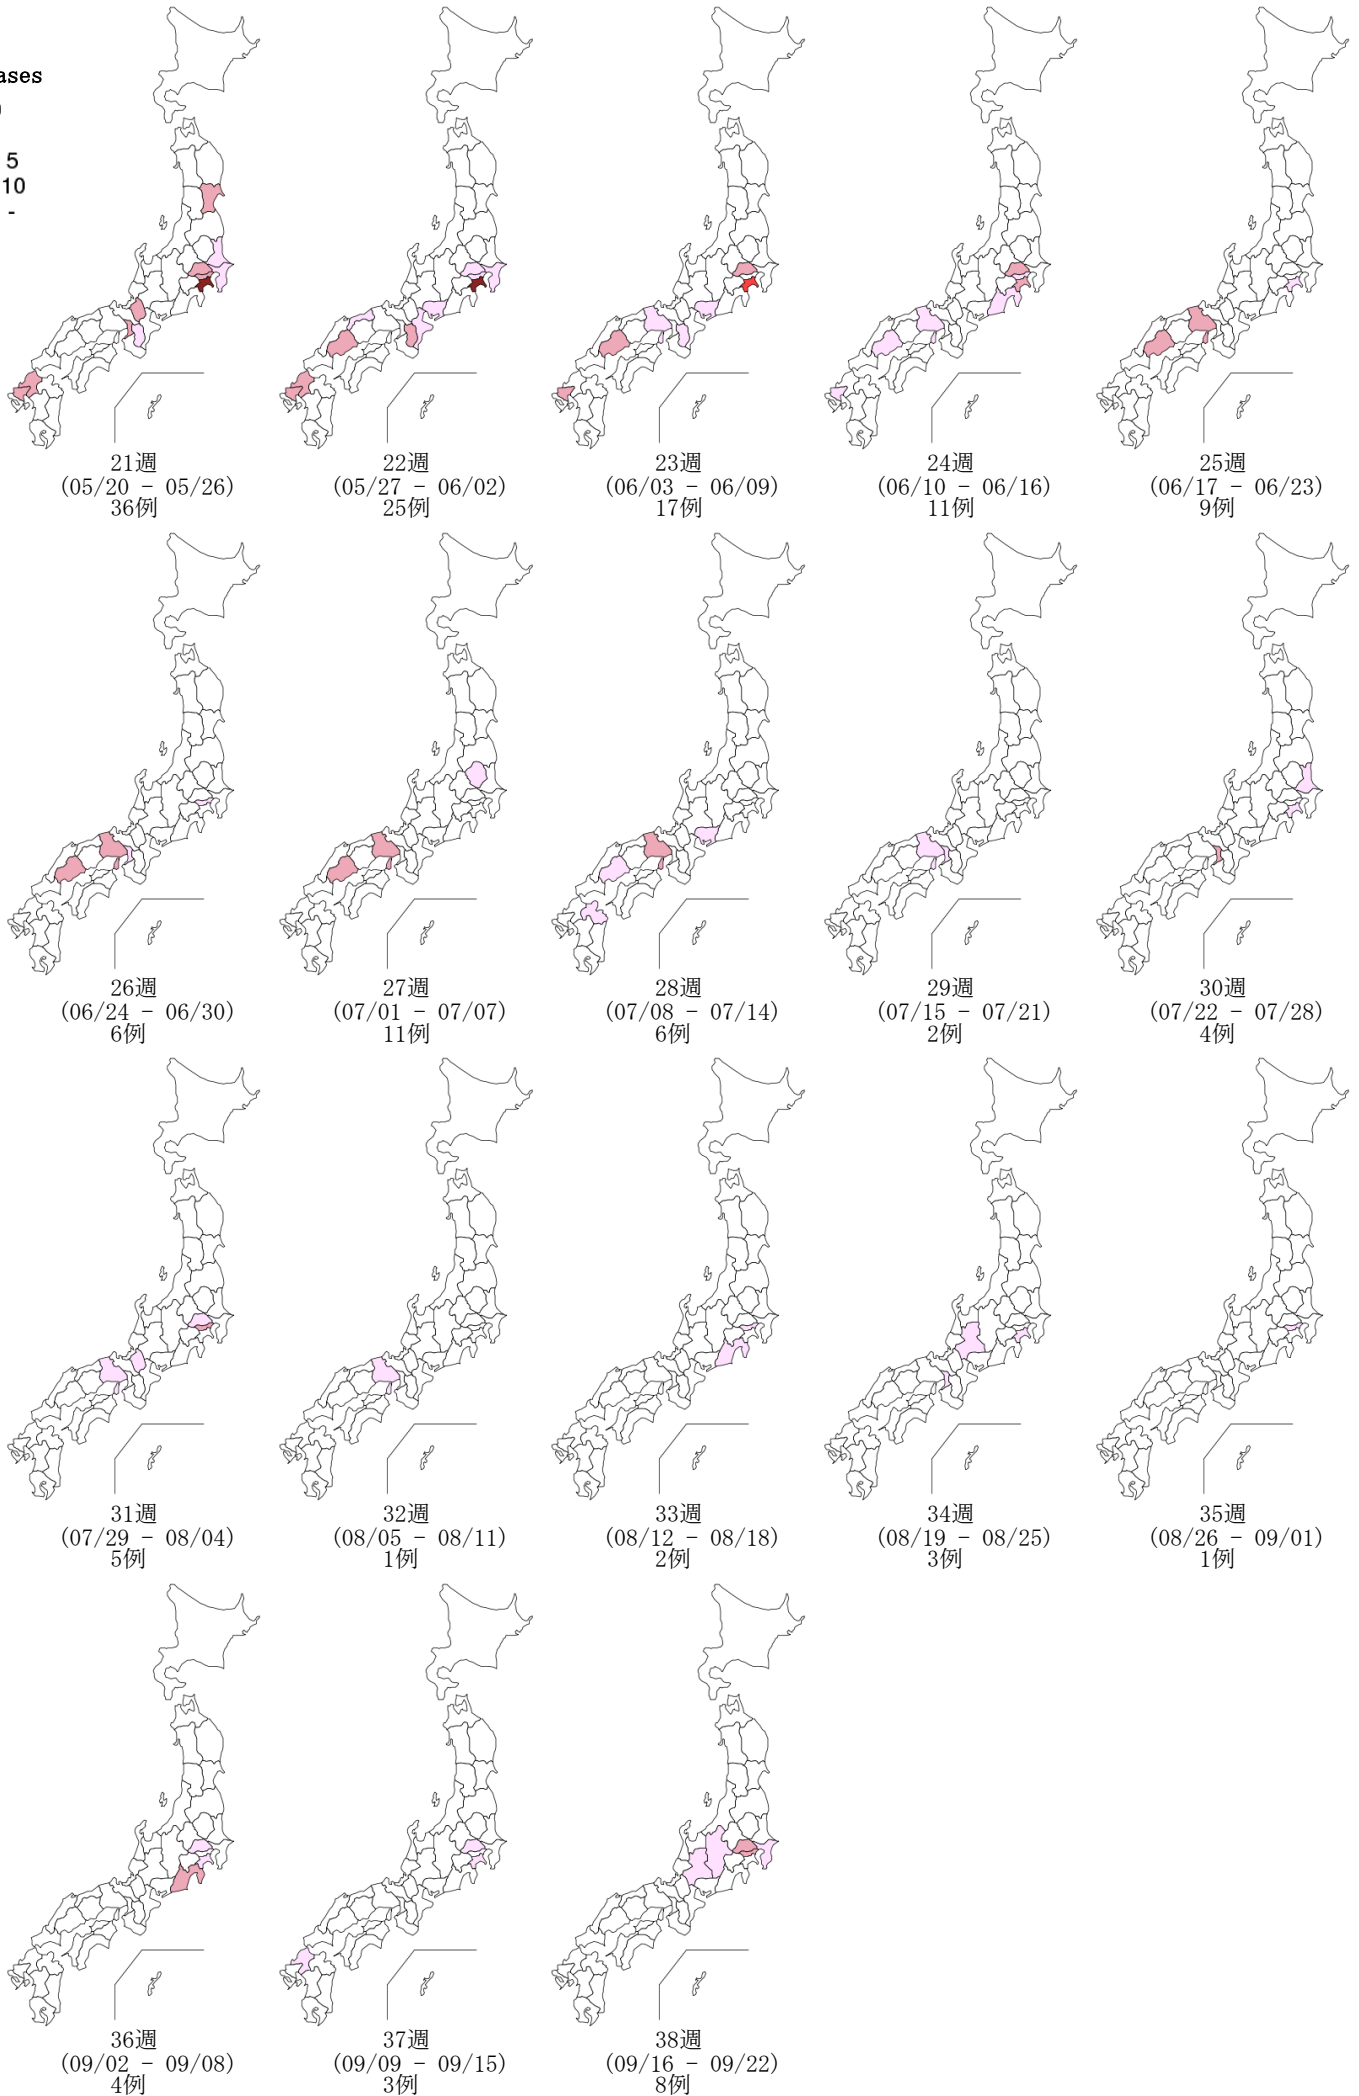 ases
5
10
-
21週
(05/20 - 05/26)
36例
22週
(05/27 - 06/02)
25例
23週
(06/03 - 06/09)
17例
24週
(06/10 - 06/16)
11例
25週
(06/17 - 06/23)
9例
26週
(06/24 - 06/30)
6例
27週
(07/01 - 07/07)
11例
28週
(07/08 - 07/14)
6例
29週
(07/15 - 07/21)
2例
30週
(07/22 - 07/28)
4例
31週
(07/29 - 08/04)
5例
32週
(08/05 - 08/11)
1例
33週
(08/12 - 08/18)
2例
34週
(08/19 - 08/25)
3例
35週
(08/26 - 09/01)
1例
36週
(09/02 - 09/08)
4例
37週
(09/09 - 09/15)
3例
38週
(09/16 - 09/22)
8例